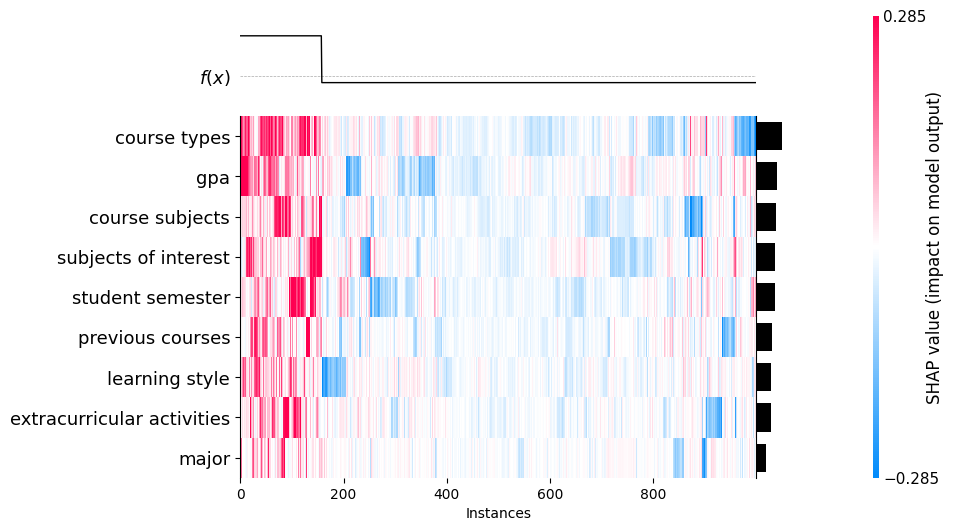 0.285
f(x)
course types
gpa
course subjects
subjects of interest
student semester
previous courses
learning style
extracurricular activities
major
SHAP value (impact on model output)
−0.285
0 200 400 600 800
Instances